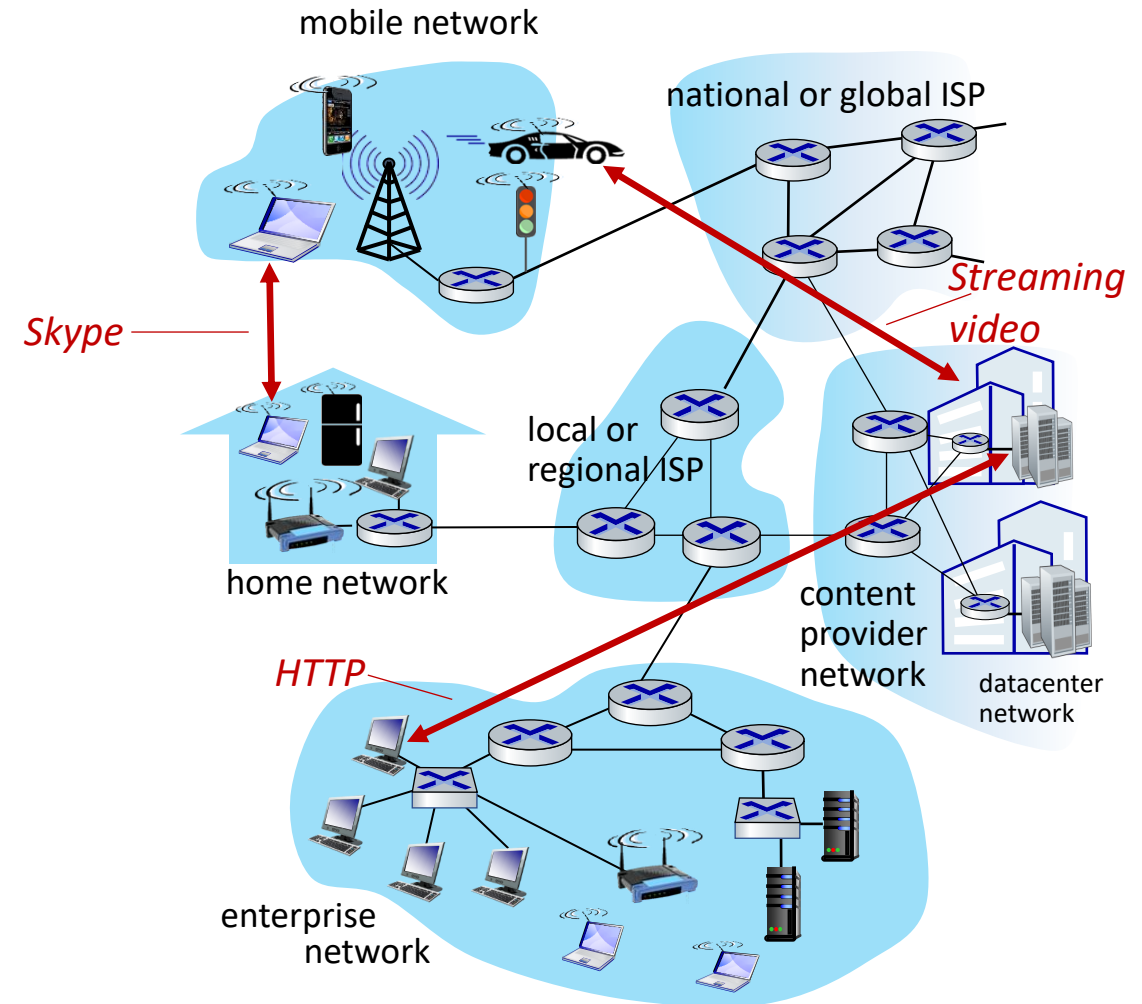 mobile network
national or global ISP
Streaming
video
Skype
local or
regional ISP
home network
content
provider
network
datacenter
network
HTTP
enterprise
network